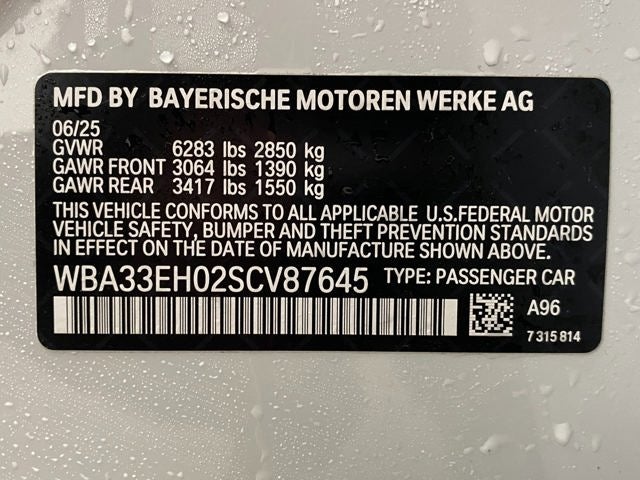 MFD BY BAYERISCHE MOTOREN WERKE AG
06/25
GVWR 6283 lbs 2850 kg
GAWR FRONT 3064 lbs 1390 kg
GAWR REAR 3417 lbs 1550 kg
THIS VEHICLE CONFORMS TO ALL APPLICABLE U.S.FEDERAL MOTOR
VEHICLE SAFETY, BUMPER AND THEFT PREVENTION STANDARDS
IN EFFECT ON THE DATE OF MANUFACTURE SHOWN ABOVE.
WBA33EH02SCV87645 TYPE: PASSENGER CAR
A96
7 315 814